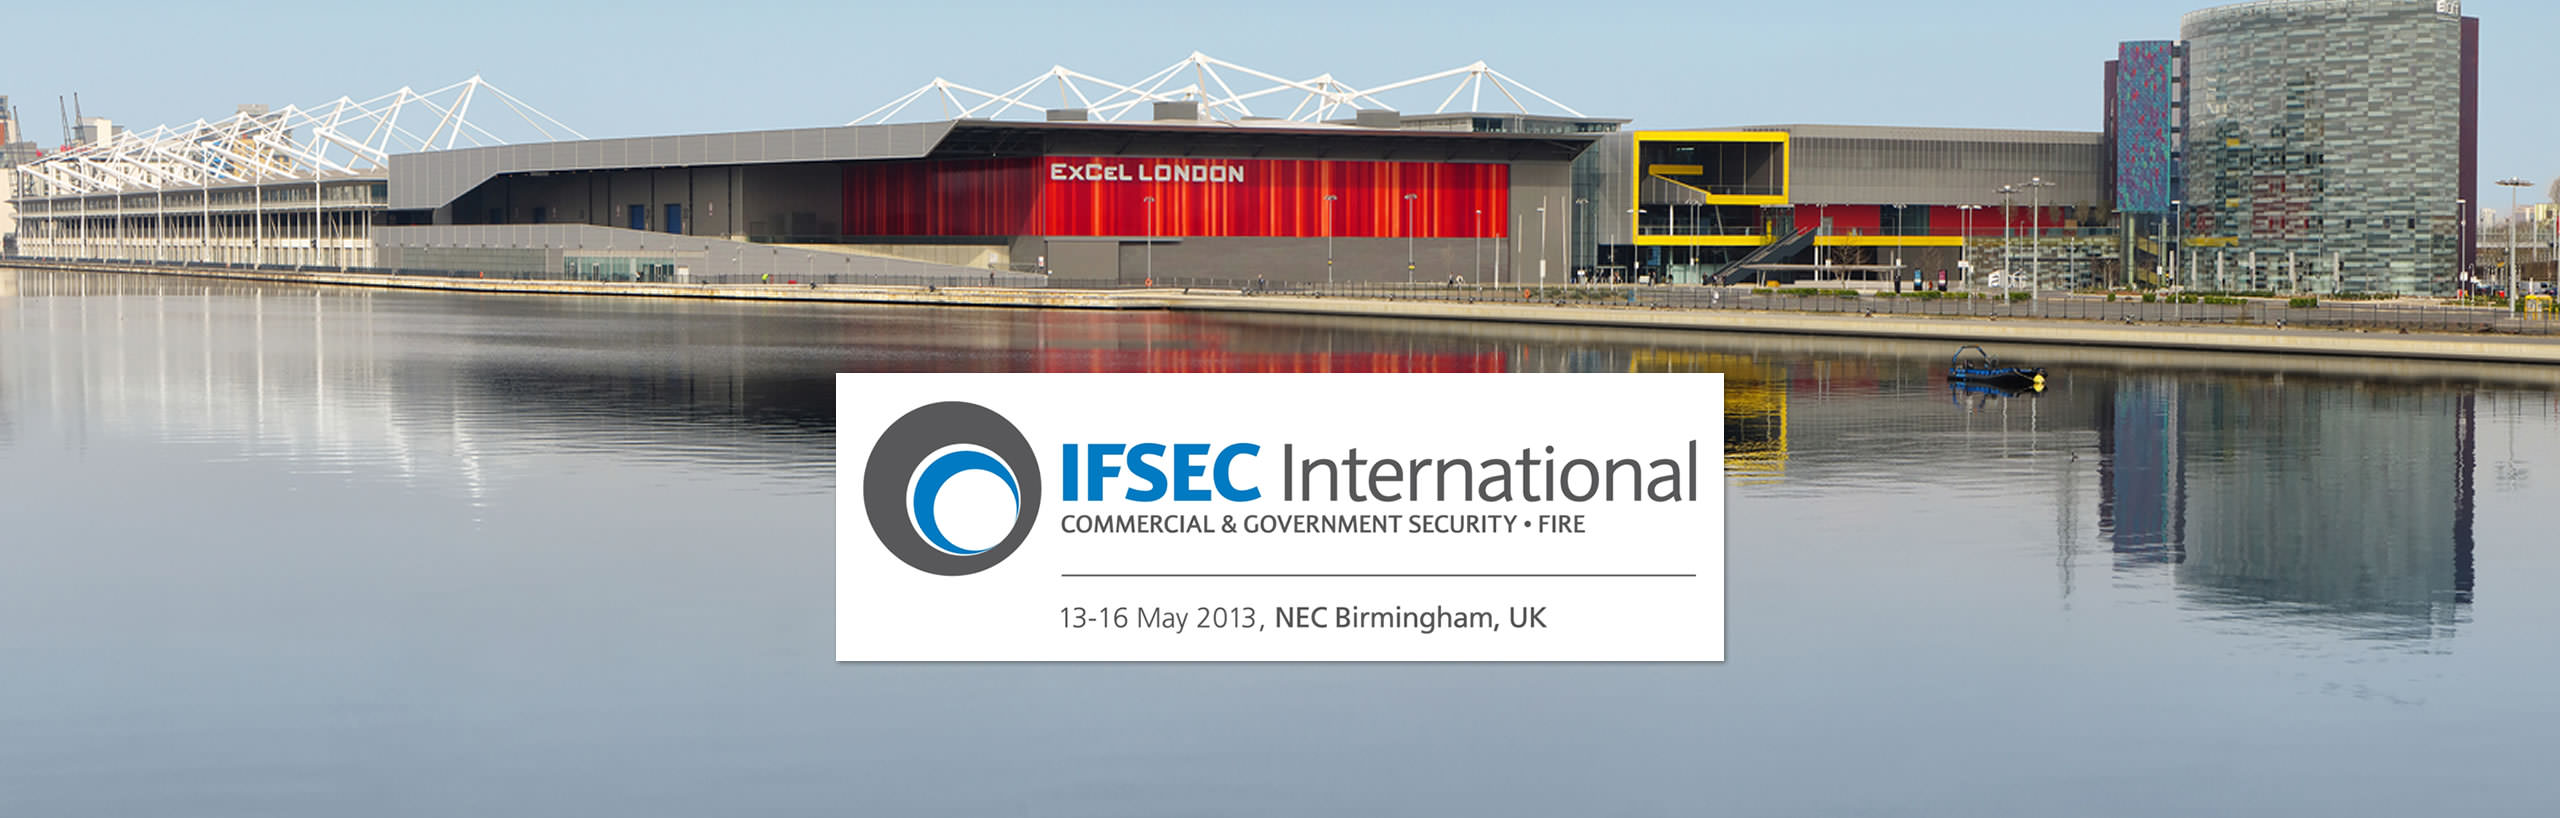 ExCeL LONDON
IFSEC International
COMMERCIAL & GOVERNMENT SECURITY • FIRE
13-16 May 2013, NEC Birmingham, UK